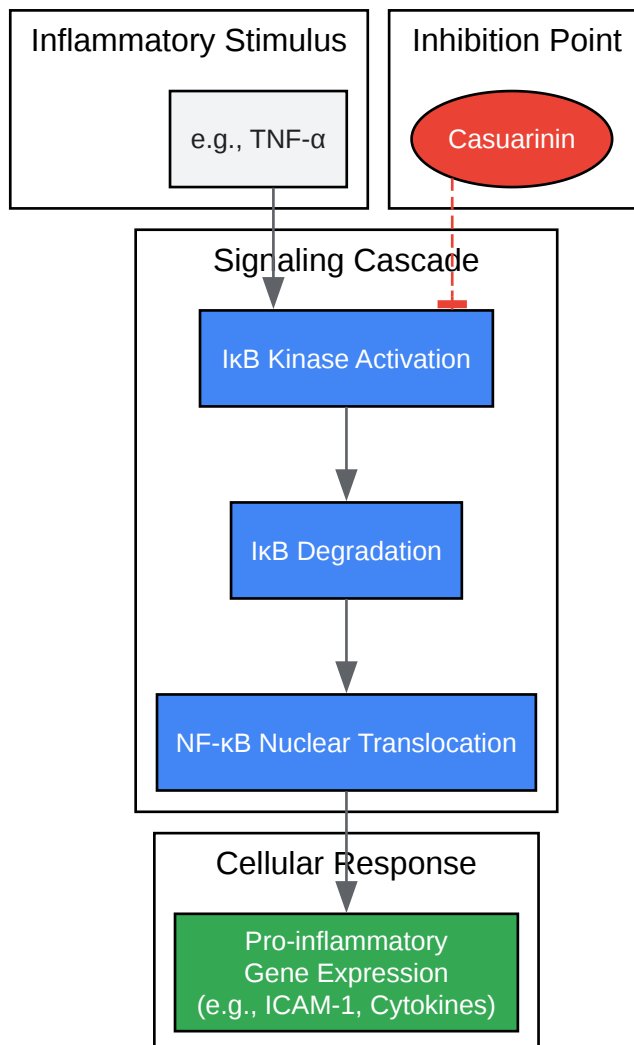 Inflammatory Stimulus
Inhibition Point
e.g., TNF-α
Casuarinin
Signaling Cascade
IκB Kinase Activation
IκB Degradation
NF-κB Nuclear Translocation
Cellular Response
Pro-inflammatory
Gene Expression
(e.g., ICAM-1, Cytokines)